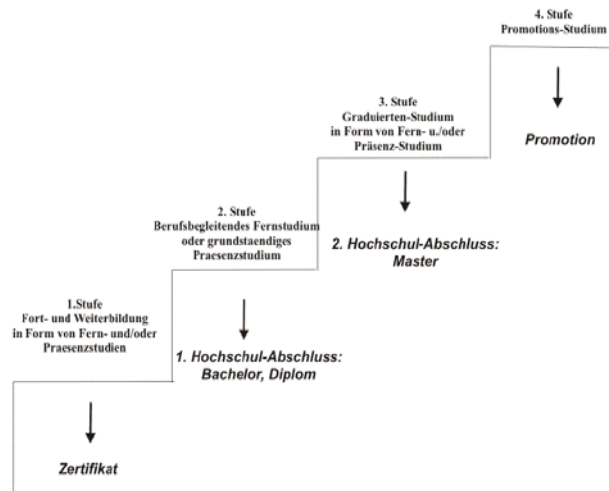 4. Stufe
Promotions-Studium
Promotion
3. Stufe
Graduierten-Studium
in Form von Fern- u./oder
Präsenz-Studium
2. Hochschul-Abschluss:
Master
2. Stufe
Berufsbegleitendes Fernstudium
oder grundstaendiges
Praesenzstudium
1. Hochschul-Abschluss:
Bachelor, Diplom
1.Stufe
Fort- und Weiterbildung
in Form von Fern- und/oder
Praesenzstudien
Zertifikat